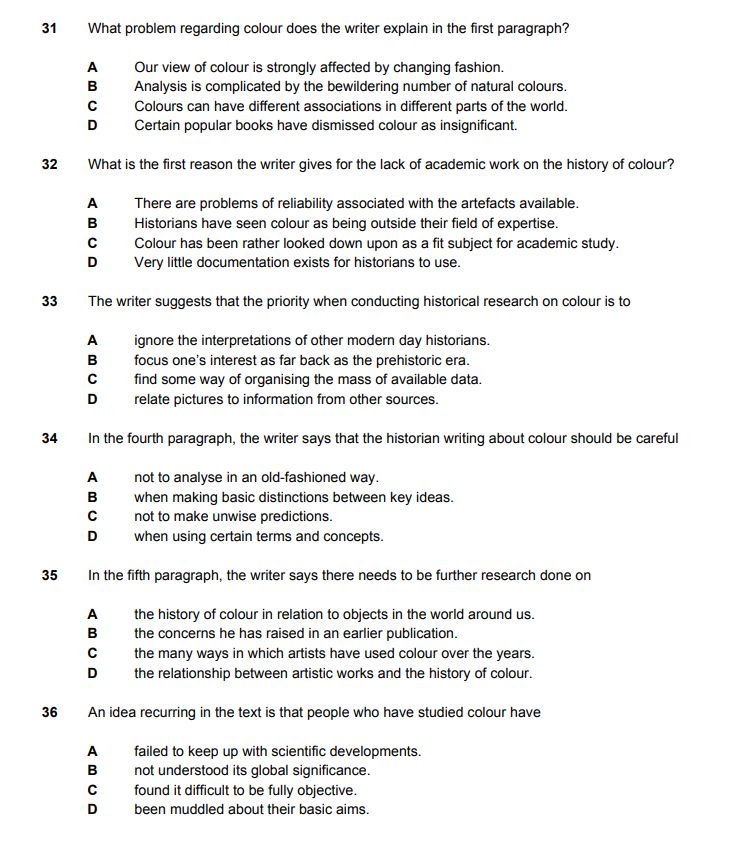 31 What problem regarding colour does the writer explain in the first paragraph?
A Our view of colour is strongly affected by changing fashion.
B Analysis is complicated by the bewildering number of natural colours.
C Colours can have different associations in different parts of the world.
D Certain popular books have dismissed colour as insignificant.
32 What is the first reason the writer gives for the lack of academic work on the history of colour?
A There are problems of reliability associated with the artefacts available.
B Historians have seen colour as being outside their field of expertise.
C Colour has been rather looked down upon as a fit subject for academic study.
D Very little documentation exists for historians to use.
33 The writer suggests that the priority when conducting historical research on colour is to
A ignore the interpretations of other modern day historians.
B focus one's interest as far back as the prehistoric era.
C find some way of organising the mass of available data.
D relate pictures to information from other sources.
34 In the fourth paragraph, the writer says that the historian writing about colour should be careful
A not to analyse in an old-fashioned way.
B when making basic distinctions between key ideas.
C not to make unwise predictions.
D when using certain terms and concepts.
35 In the fifth paragraph, the writer says there needs to be further research done on
A the history of colour in relation to objects in the world around us.
B the concerns he has raised in an earlier publication.
C the many ways in which artists have used colour over the years.
D the relationship between artistic works and the history of colour.
36 An idea recurring in the text is that people who have studied colour have
A failed to keep up with scientific developments.
B not understood its global significance.
C found it difficult to be fully objective.
D been muddled about their basic aims.